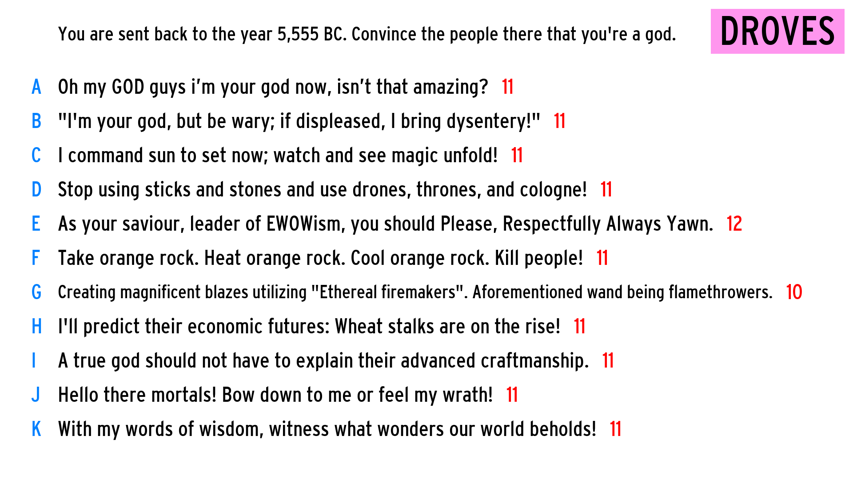 You are sent back to the year 5,555 BC. Convince the people there that you're a god.
DROVES
A Oh my GOD guys i’m your god now, isn’t that amazing? 11
B "I'm your god, but be wary; if displeased, I bring dysentery!" 11
C I command sun to set now; watch and see magic unfold! 11
D Stop using sticks and stones and use drones, thrones, and cologne! 11
E As your saviour, leader of EWOWism, you should Please, Respectfully Always Yawn. 12
F Take orange rock. Heat orange rock. Cool orange rock. Kill people! 11
G Creating magnificent blazes utilizing "Ethereal firemakers". Aforementioned wand being flamethrowers. 10
H I'll predict their economic futures: Wheat stalks are on the rise! 11
I A true god should not have to explain their advanced craftmanship. 11
J Hello there mortals! Bow down to me or feel my wrath! 11
K With my words of wisdom, witness what wonders our world beholds! 11